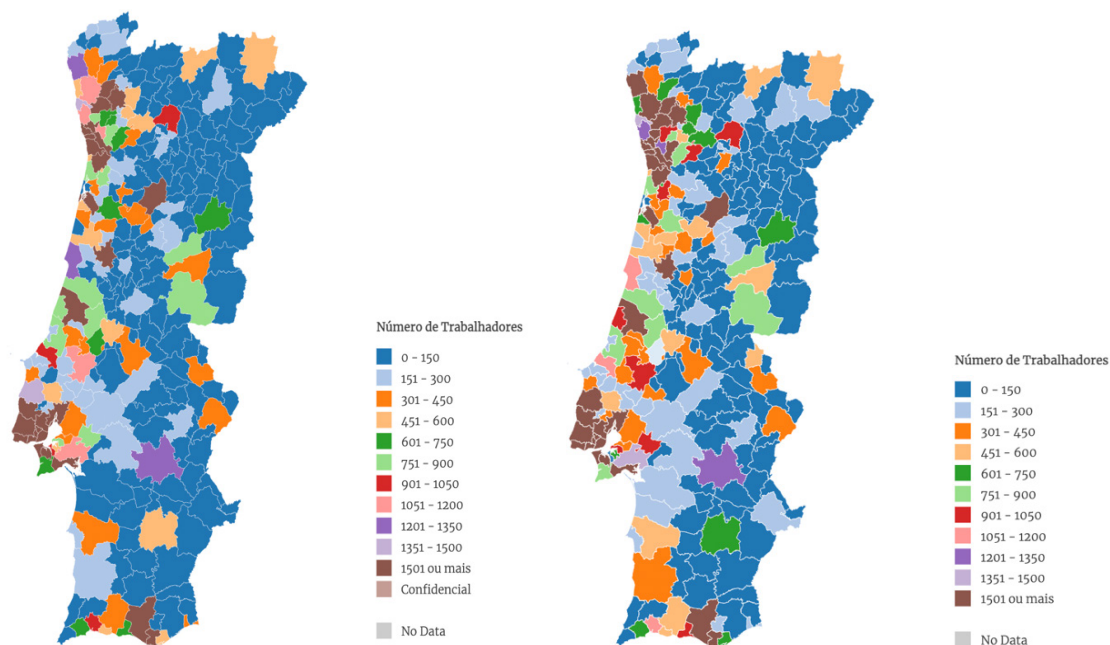 Número de Trabalhadores
0 - 150
151 - 300
301 - 450
451 - 600
601 - 750
751 - 900
901 - 1050
1051 - 1200
1201 - 1350
1351 - 1500
1501 ou mais
Confidencial
No Data
Número de Trabalhadores
0 - 150
151 - 300
301 - 450
451 - 600
601 - 750
751 - 900
901 - 1050
1051 - 1200
1201 - 1350
1351 - 1500
1501 ou mais
No Data